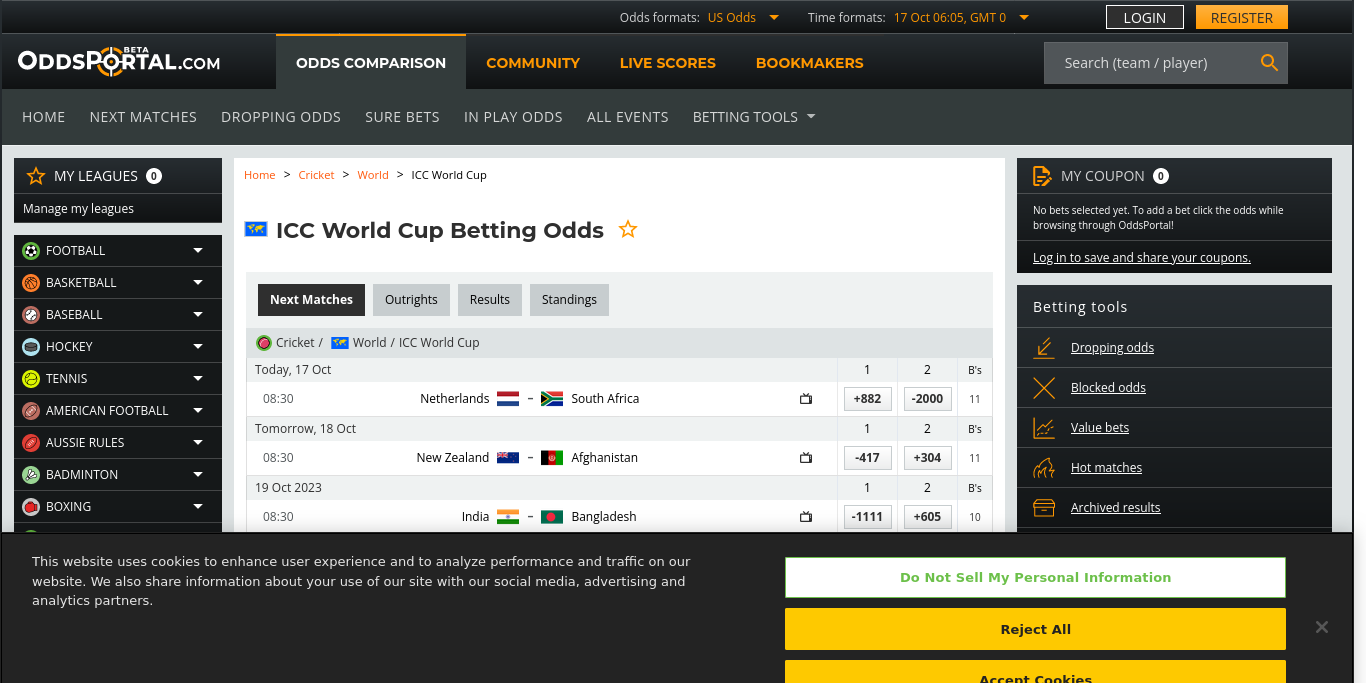 Odds formats: US Odds Time formats: 17 Oct 06:05, GMT 0 LOGIN REGISTER
ODDSPORTAL.COM BETA
ODDS COMPARISON COMMUNITY LIVE SCORES BOOKMAKERS Search (team / player)
HOME NEXT MATCHES DROPPING ODDS SURE BETS IN PLAY ODDS ALL EVENTS BETTING TOOLS
MY LEAGUES 0
Manage my leagues
FOOTBALL
BASKETBALL
BASEBALL
HOCKEY
TENNIS
AMERICAN FOOTBALL
AUSSIE RULES
BADMINTON
BOXING
Home > Cricket > World > ICC World Cup
ICC World Cup Betting Odds
Next Matches Outrights Results Standings
Cricket / World / ICC World Cup
Today, 17 Oct 1 2 B's
08:30 Netherlands – South Africa +882 -2000 11
Tomorrow, 18 Oct 1 2 B's
08:30 New Zealand – Afghanistan -417 +304 11
19 Oct 2023 1 2 B's
08:30 India – Bangladesh -1111 +605 10
MY COUPON 0
No bets selected yet. To add a bet click the odds while
browsing through OddsPortal!
Log in to save and share your coupons.
Betting tools
Dropping odds
Blocked odds
Value bets
Hot matches
Archived results
This website uses cookies to enhance user experience and to analyze performance and traffic on our
website. We also share information about your use of our site with our social media, advertising and
analytics partners.
Do Not Sell My Personal Information
Reject All
Accept Cookies